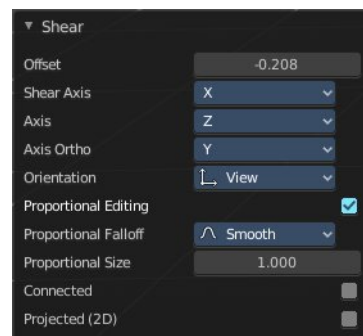 Shear
Offset -0.208
Shear Axis X
Axis Z
Axis Ortho Y
Orientation View
Proportional Editing
Proportional Falloff Smooth
Proportional Size 1.000
Connected
Projected (2D)